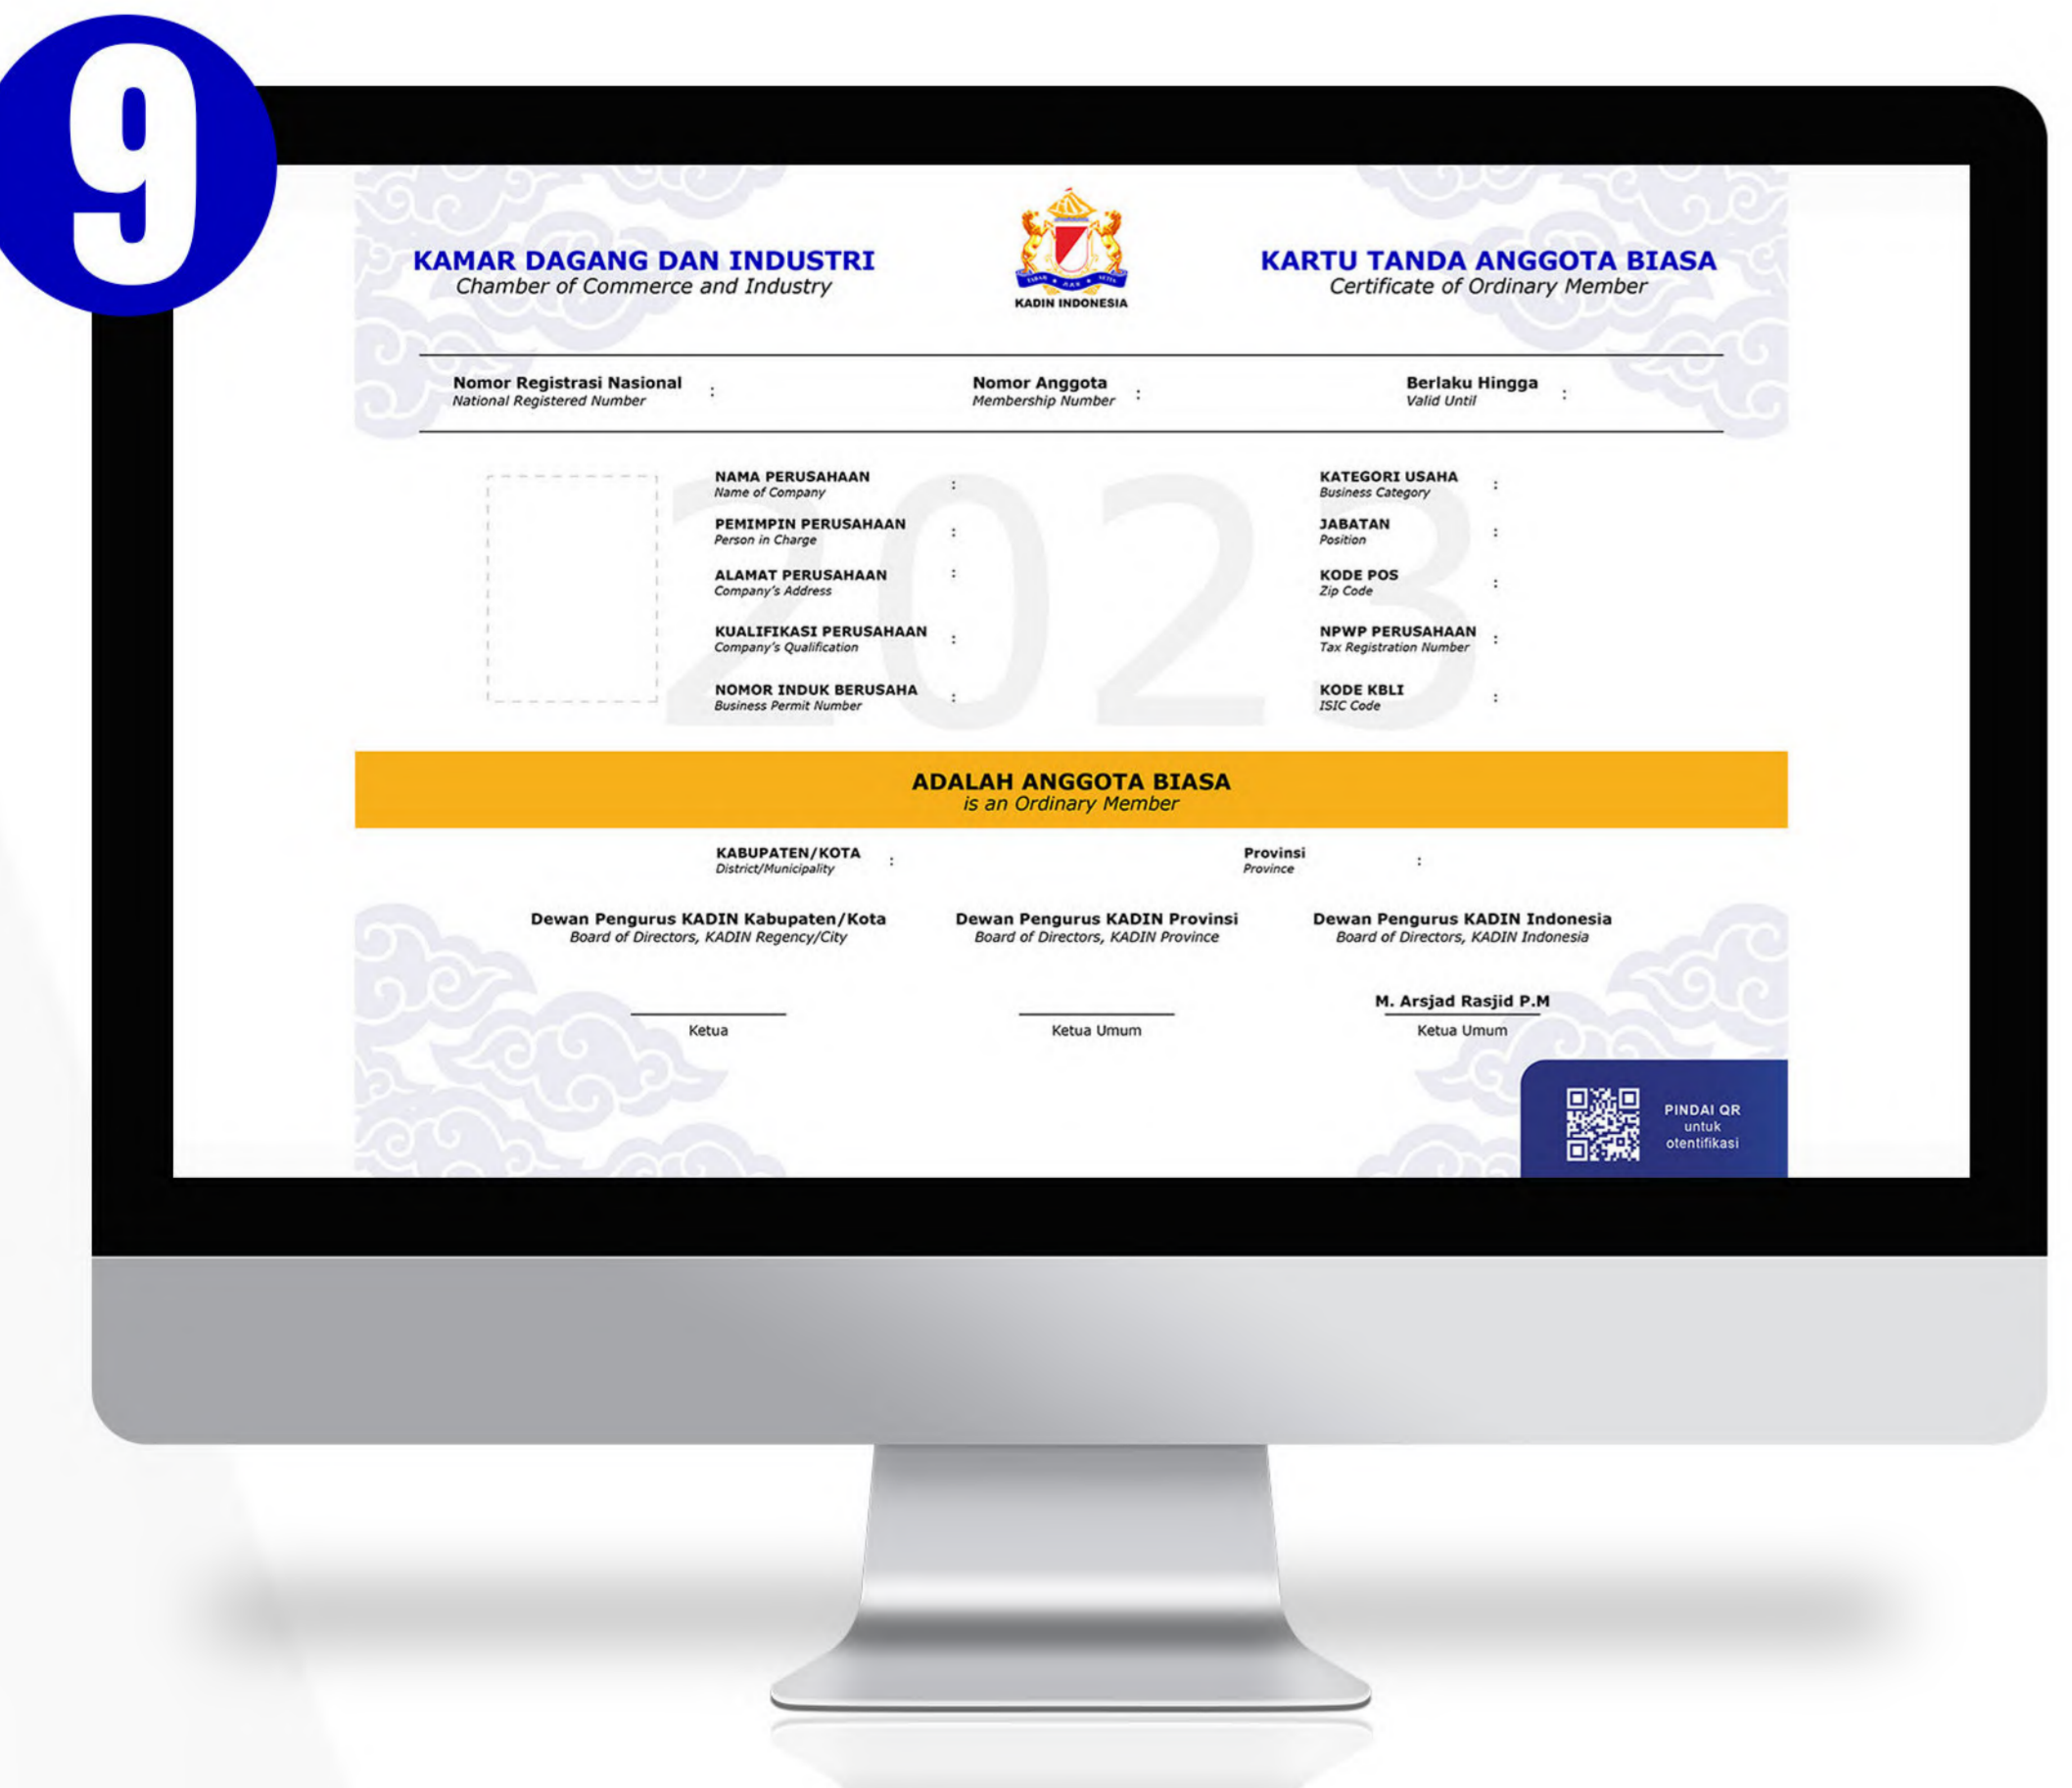 9
KAMAR DAGANG DAN INDUSTRI
Chamber of Commerce and Industry
KADIN INDONESIA
KARTU TANDA ANGGOTA BIASA
Certificate of Ordinary Member
Nomor Registrasi Nasional :
National Registered Number
Nomor Anggota :
Membership Number
Berlaku Hingga :
Valid Until
2023
NAMA PERUSAHAAN :
Name of Company
PEMIMPIN PERUSAHAAN :
Person in Charge
ALAMAT PERUSAHAAN :
Company's Address
KUALIFIKASI PERUSAHAAN :
Company's Qualification
NOMOR INDUK BERUSAHA :
Business Permit Number
KATEGORI USAHA :
Business Category
JABATAN :
Position
KODE POS :
Zip Code
NPWP PERUSAHAAN :
Tax Registration Number
KODE KBLI :
ISIC Code
ADALAH ANGGOTA BIASA
is an Ordinary Member
KABUPATEN/KOTA :
District/Municipality
Provinsi :
Province
Dewan Pengurus KADIN Kabupaten/Kota
Board of Directors, KADIN Regency/City
Ketua
Dewan Pengurus KADIN Provinsi
Board of Directors, KADIN Province
Ketua Umum
Dewan Pengurus KADIN Indonesia
Board of Directors, KADIN Indonesia
M. Arsjad Rasjid P.M
Ketua Umum
PINDAI QR
untuk
otentifikasi